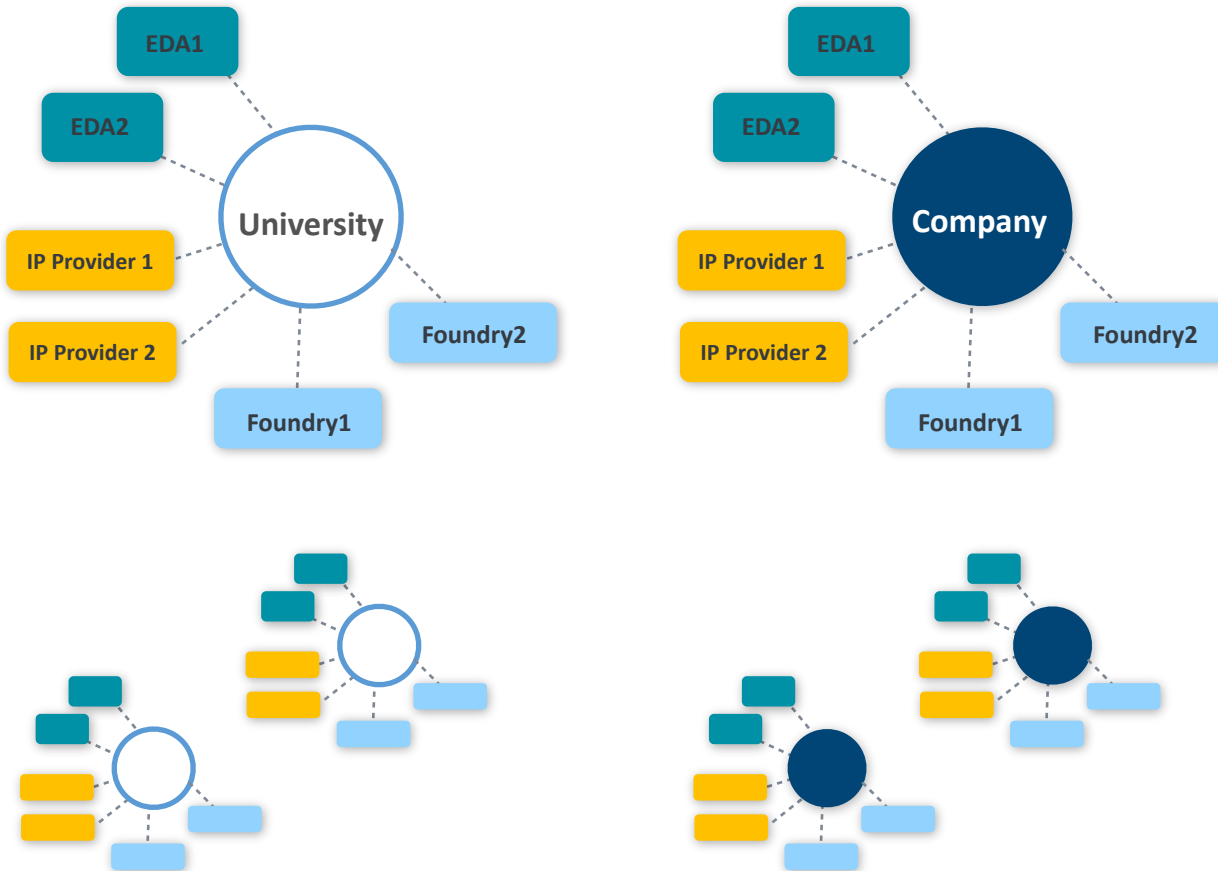 EDA1
EDA2
University
IP Provider 1
IP Provider 2
Foundry2
Foundry1
EDA1
EDA2
Company
IP Provider 1
IP Provider 2
Foundry2
Foundry1